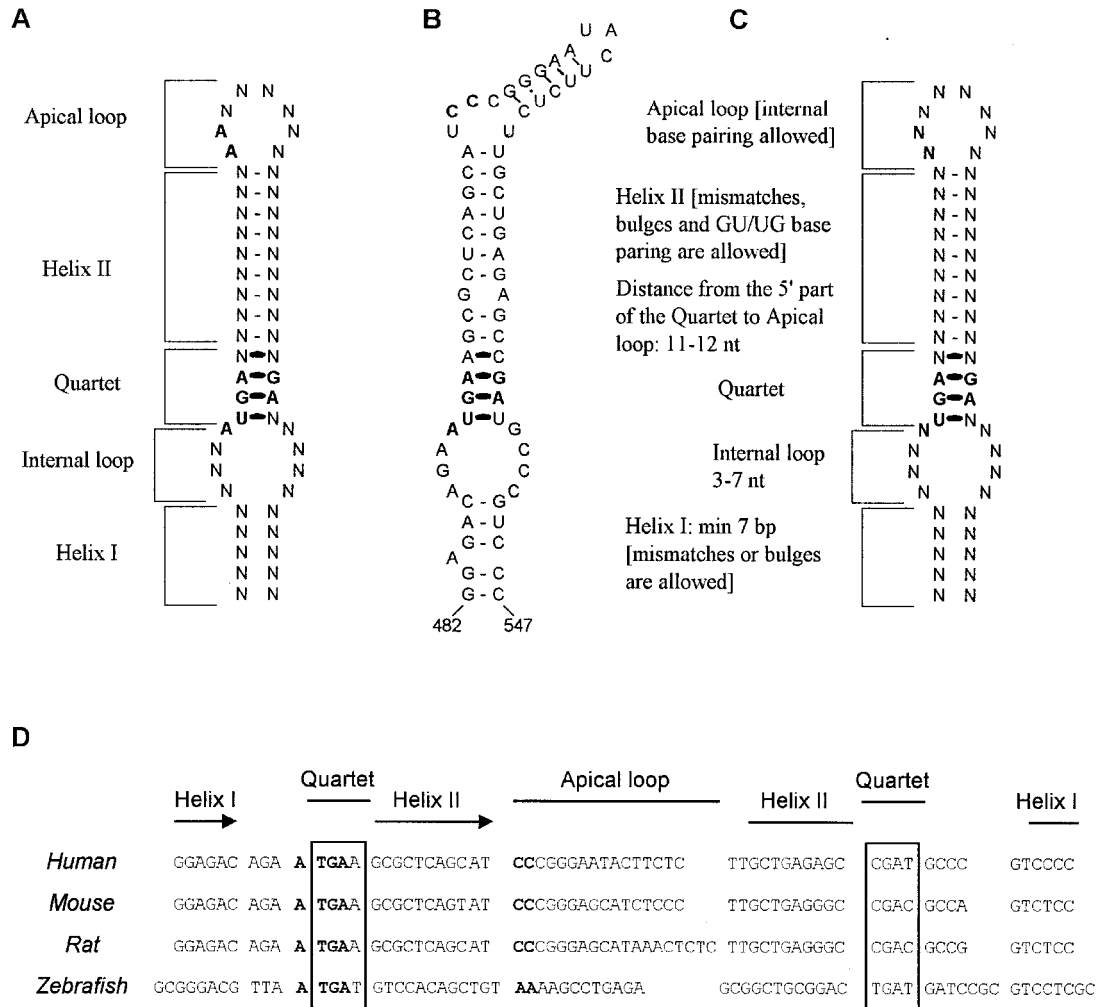 A
Apical loop
N N
N N
A N
A N
Helix II
N - N
N - N
N - N
N - N
N - N
N - N
N - N
N - N
N - N
Quartet
N N
A G
G A
U N
Internal loop
A N
N N
N N
N N
Helix I
N N
N N
N N
N N
N N
B
C C C G G G A A U A C U U C U C
U U
A - U
C - G
G - C
A - U
C - G
U - A
C - G
G A
C - G
G - C
A C
A G
G A
U U
A G
A C
G C
A C
C - G
A - U
G - C
A C
G - C
G - C
482 547
C
Apical loop [internal
base pairing allowed]
Helix II [mismatches,
bulges and GU/UG base
paring are allowed]
Distance from the 5' part
of the Quartet to Apical
loop: 11-12 nt
Quartet
Internal loop
3-7 nt
Helix I: min 7 bp
[mismatches or bulges
are allowed]
N N
N N
N N
N N
N - N
N - N
N - N
N - N
N - N
N - N
N - N
N - N
N - N
N N
A G
G A
U N
N N
N N
N N
N N
N N
N N
N N
N N
N N
D
Helix I Quartet Helix II Apical loop Helix II Quartet Helix I
Human GGAGAC AGA A TGAA GCGCTCAGCAT CCCGGGAATACTTCTC TTGCTGAGAGC CGAT GCCC GTCCCC
Mouse GGAGAC AGA A TGAA GCGCTCAGTAT CCCGGGAGCATCTCCC TTGCTGAGGGC CGAC GCCA GTCTCC
Rat GGAGAC AGA A TGAA GCGCTCAGCAT CCCGGGAGCATAAACTCTC TTGCTGAGGGC CGAC GCCG GTCTCC
Zebrafish GCGGGACG TTA A TGAT GTCCACAGCTGT AAAAGCCTGAGA GCGGCTGCGGAC TGAT GATCCGC GTCCTCGC